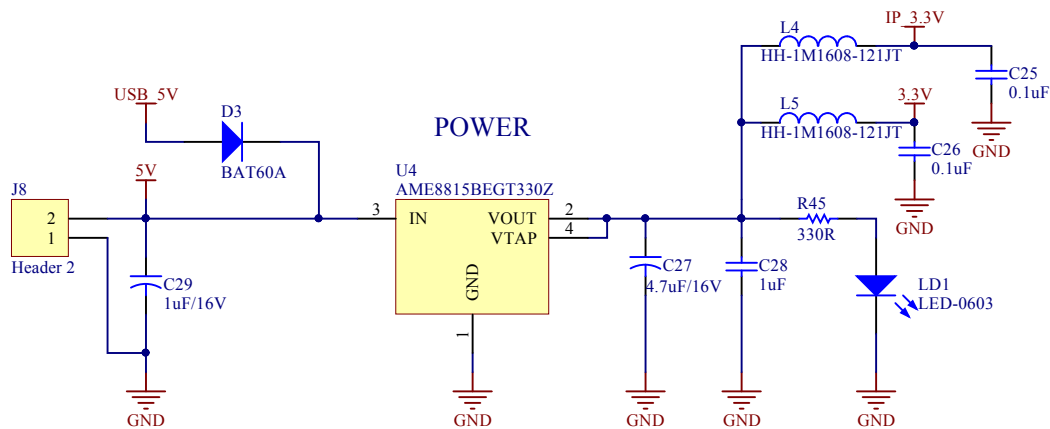 L4
IP_3.3V
HH-1M1608-121JT
C25
0.1uF
GND
USB_5V
D3
BAT60A
POWER
L5
3.3V
HH-1M1608-121JT
C26
0.1uF
GND
5V
J8
2
1
Header 2
C29
1uF/16V
GND
U4
AME8815BEGT330Z
3
IN
VOUT
2
VTAP
4
GND
1
GND
C27
4.7uF/16V
GND
C28
1uF
GND
R45
330R
LD1
LED-0603
GND